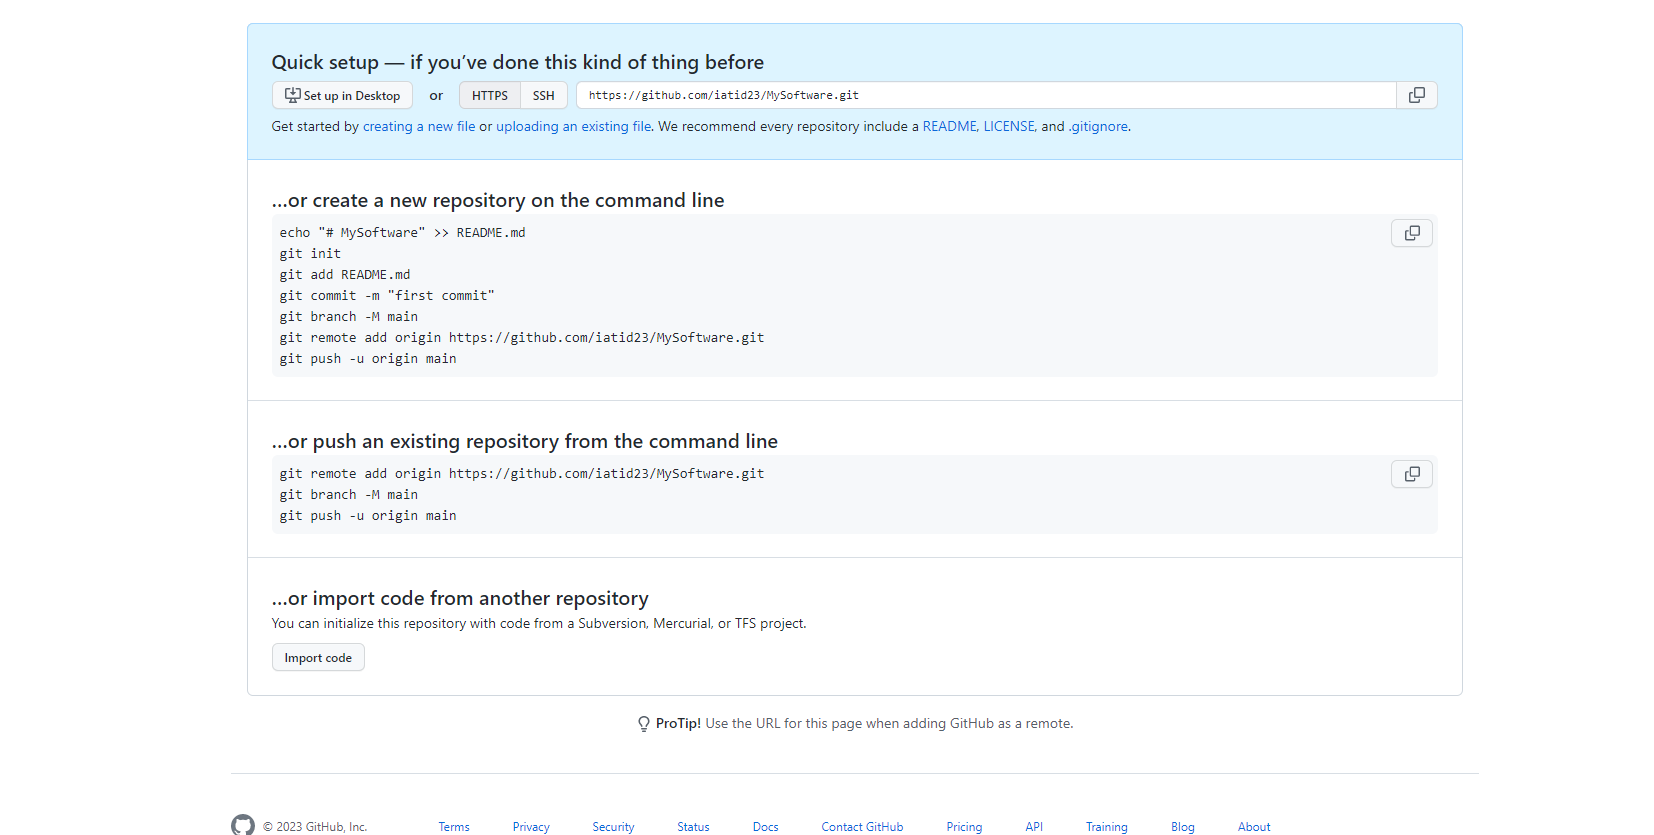 Quick setup — if you’ve done this kind of thing before
Set up in Desktop or HTTPS SSH https://github.com/iatid23/MySoftware.git
Get started by creating a new file or uploading an existing file. We recommend every repository include a README, LICENSE, and .gitignore.
…or create a new repository on the command line
echo "# MySoftware" >> README.md
git init
git add README.md
git commit -m "first commit"
git branch -M main
git remote add origin https://github.com/iatid23/MySoftware.git
git push -u origin main
…or push an existing repository from the command line
git remote add origin https://github.com/iatid23/MySoftware.git
git branch -M main
git push -u origin main
…or import code from another repository
You can initialize this repository with code from a Subversion, Mercurial, or TFS project.
Import code
ProTip! Use the URL for this page when adding GitHub as a remote.
© 2023 GitHub, Inc. Terms Privacy Security Status Docs Contact GitHub Pricing API Training Blog About